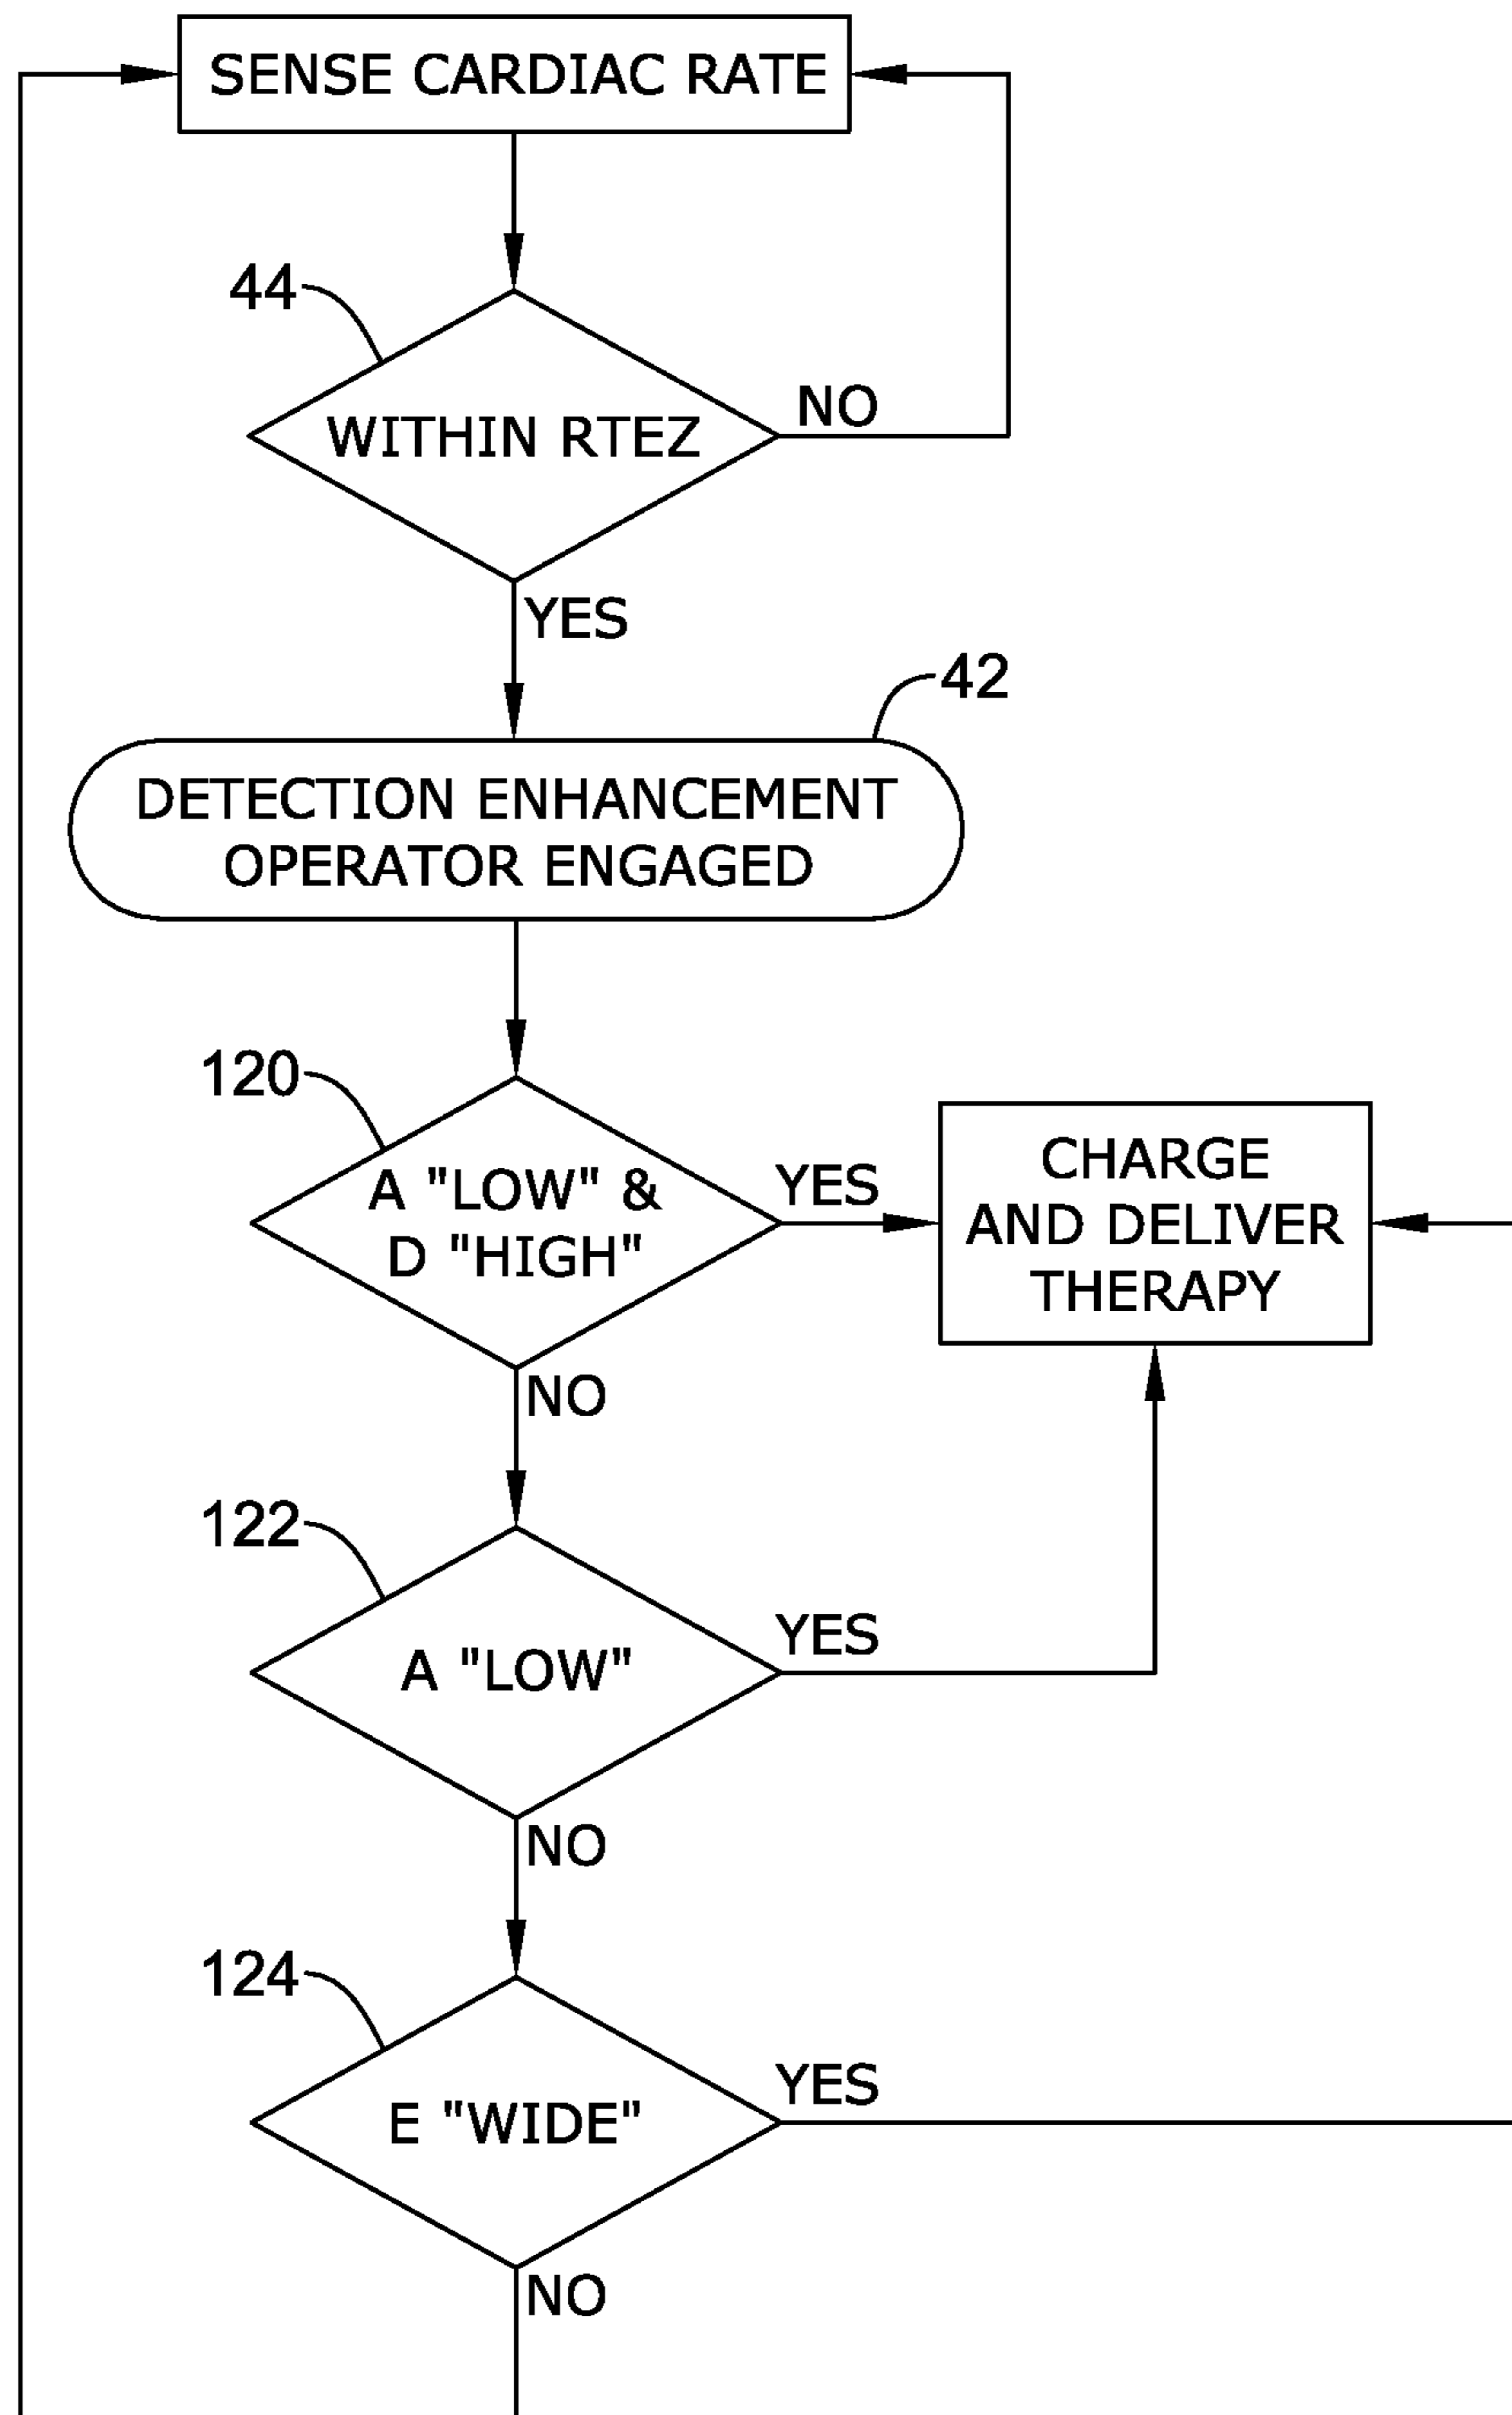 SENSE CARDIAC RATE
44
WITHIN RTEZ
NO
YES
42
DETECTION ENHANCEMENT
OPERATOR ENGAGED
120
A "LOW" &
D "HIGH"
YES
CHARGE
AND DELIVER
THERAPY
NO
122
A "LOW"
YES
NO
124
E "WIDE"
YES
NO